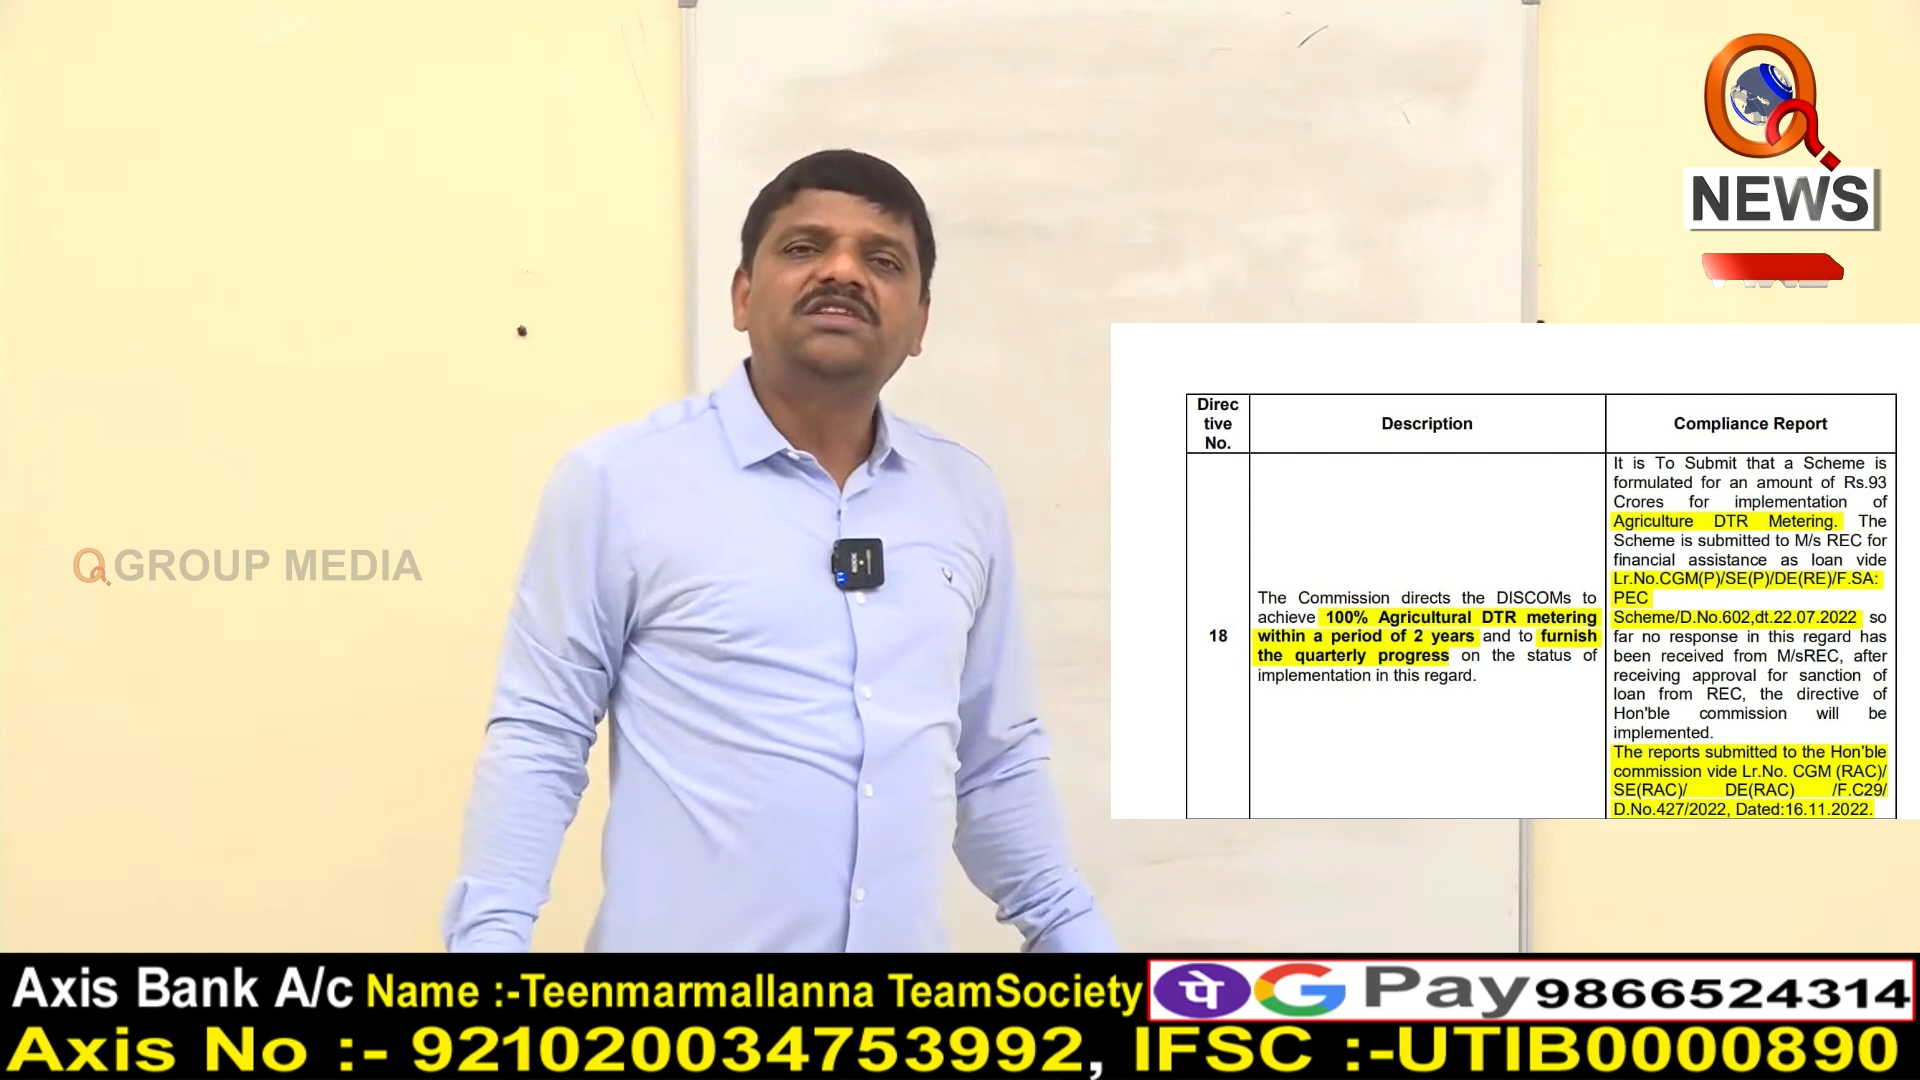 Q
NEWS
Q GROUP MEDIA
Direc
tive
No.
Description
Compliance Report
18
The Commission directs the DISCOMs to
achieve 100% Agricultural DTR metering
within a period of 2 years and to furnish
the quarterly progress on the status of
implementation in this regard.
It is To Submit that a Scheme is
formulated for an amount of Rs.93
Crores for implementation of
Agriculture DTR Metering. The
Scheme is submitted to M/s REC for
financial assistance as loan vide
Lr.No.CGM(P)/SE(P)/DE(RE)/F.SA:
PEC
Scheme/D.No.602,dt.22.07.2022 so
far no response in this regard has
been received from M/sREC, after
receiving approval for sanction of
loan from REC, the directive of
Hon'ble commission will be
implemented.
The reports submitted to the Hon'ble
commission vide Lr.No. CGM (RAC)/
SE(RAC)/ DE(RAC) /F.C29/
D.No.427/2022, Dated:16.11.2022.
Axis Bank A/c Name :-Teenmarmallanna TeamSociety
पे G Pay 9866524314
Axis No :- 921020034753992, IFSC :-UTIB0000890